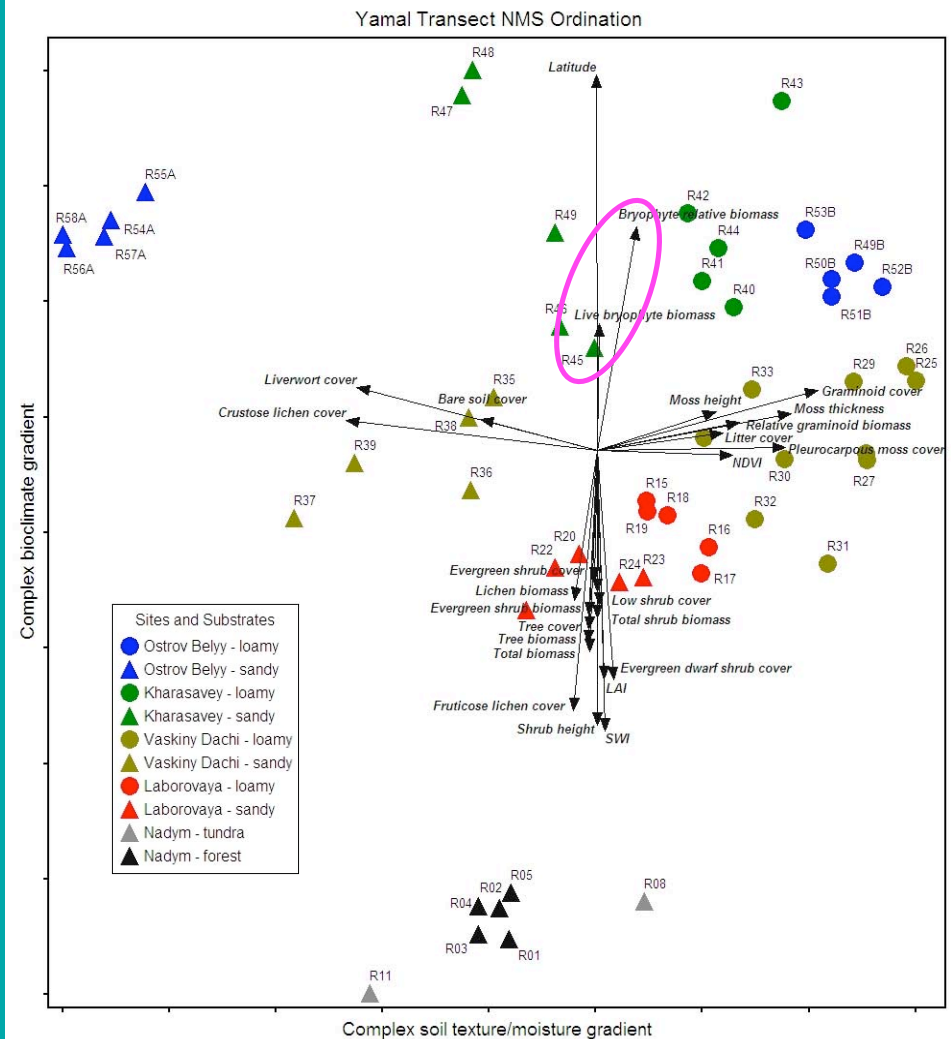 Yamal Transect NMS Ordination
R48
Latitude
R43
R47
R55A
R42
Bryophyte relative biomass
R58A
R54A
R49
R53B
R44
R49B
R56A
R57A
R41
R50B
R52B
R40
R46
Live bryophyte biomass
R51B
R45
R26
R25
R29
R33
Liverwort cover
R35
Graminoid cover
Bare soil cover
Moss height
Crustose lichen cover
Moss thickness
R38
Relative graminoid biomass
Litter cover
R39
Pleurocarpous moss cover
NDVI
R30
R27
R36
R37
R15
R18
R32
R19
R16
R20
R22
R31
Evergreen shrub cover
R24
R23
R17
Lichen biomass
Low shrub cover
Evergreen shrub biomass
Total shrub biomass
Tree cover
Tree biomass
Total biomass
Evergreen dwarf shrub cover
LAI
Fruticose lichen cover
Shrub height
SWI
Complex bioclimate gradient
Sites and Substrates
Ostrov Belyy - loamy
Ostrov Belyy - sandy
Kharasavey - loamy
Kharasavey - sandy
Vaskiny Dachi - loamy
Vaskiny Dachi - sandy
Laborovaya - loamy
Laborovaya - sandy
Nadym - tundra
Nadym - forest
R05
R02
R04
R08
R03
R01
R11
Complex soil texture/moisture gradient